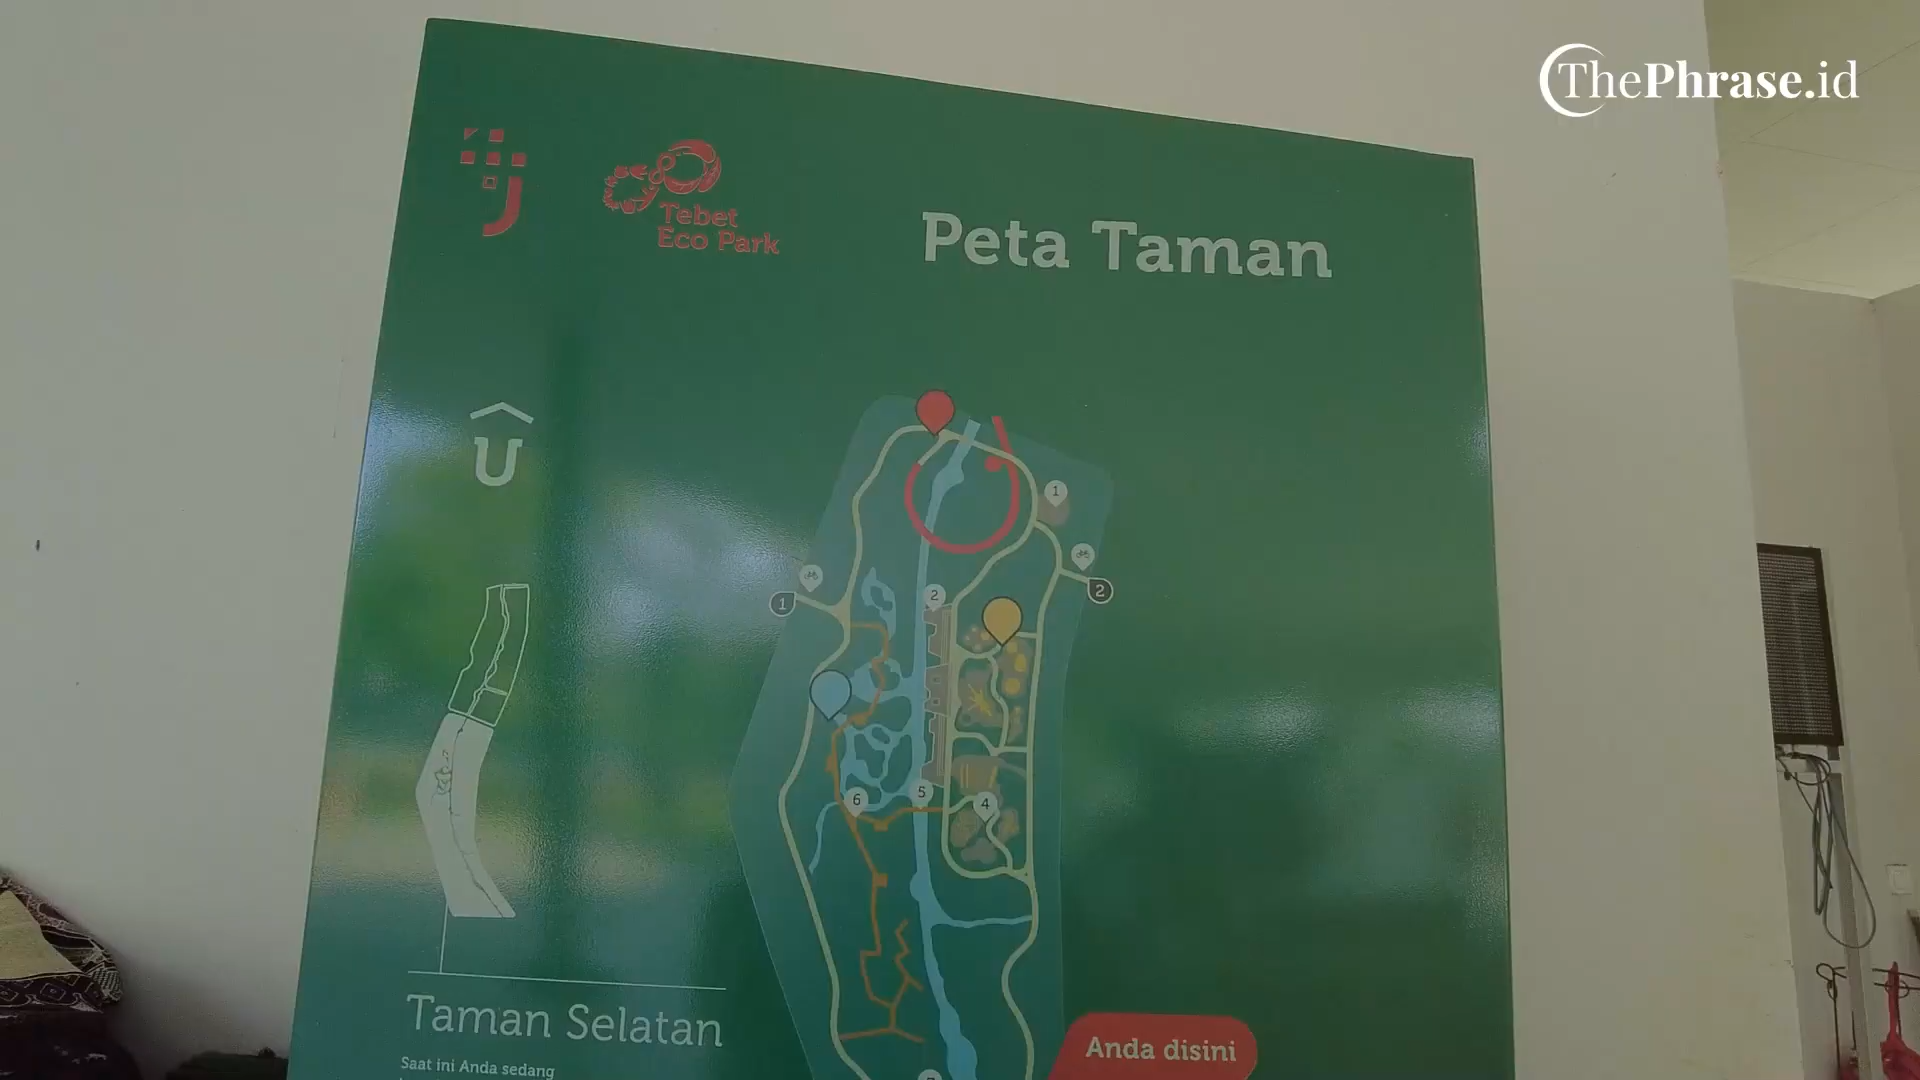 ThePhrase.id
Tebet
Eco Park
Peta Taman
U
1
1
2
2
6
5
4
Taman Selatan
Saat ini Anda sedang
Anda disini